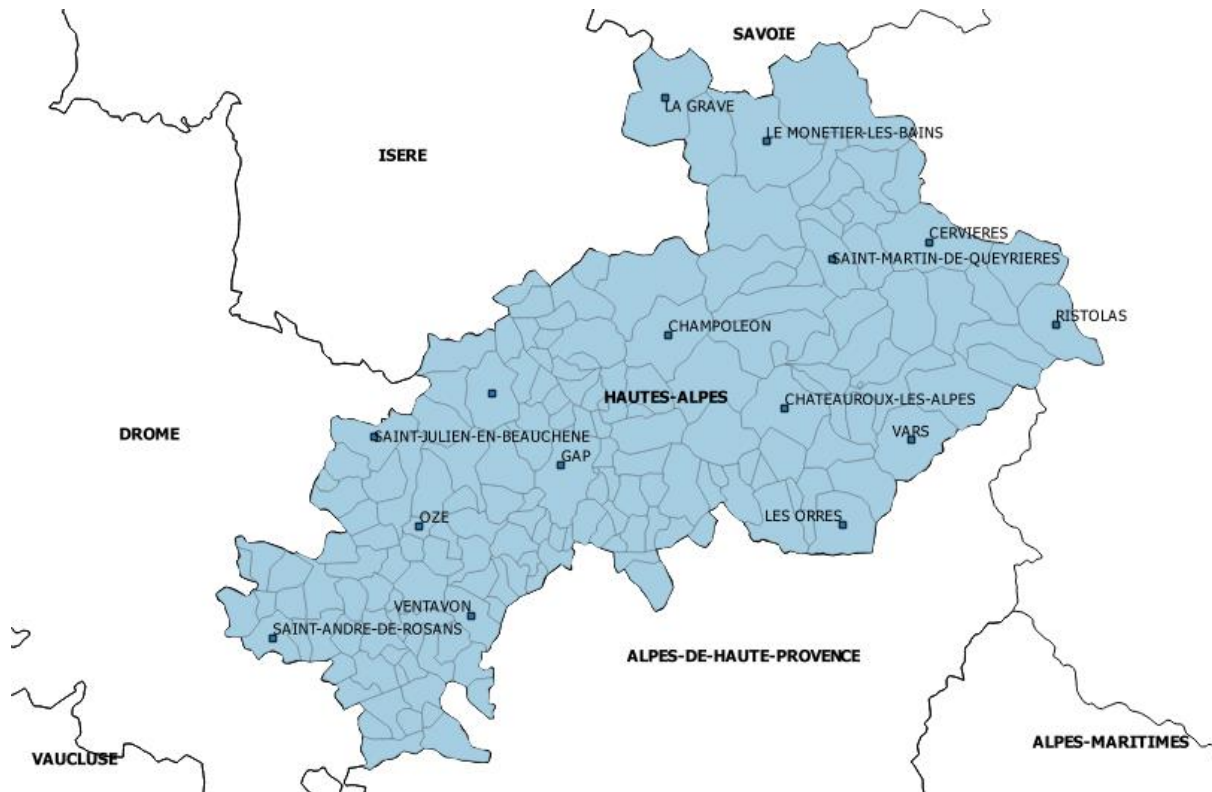 SAVOIE
LA GRAVE
LE MONETIER-LES-BAINS
ISERE
CERVIERES
SAINT-MARTIN-DE-QUEYRIERES
RISTOLAS
CHAMPOLEON
HAUTES-ALPES
CHATEAUROUX-LES-ALPES
DROME
SAINT-JULIEN-EN-BEAUCHENE
VARS
GAP
LES ORRES
OZE
VENTAVON
SAINT-ANDRE-DE-ROSANS
ALPES-DE-HAUTE-PROVENCE
ALPES-MARITIMES
VAUCLUSE